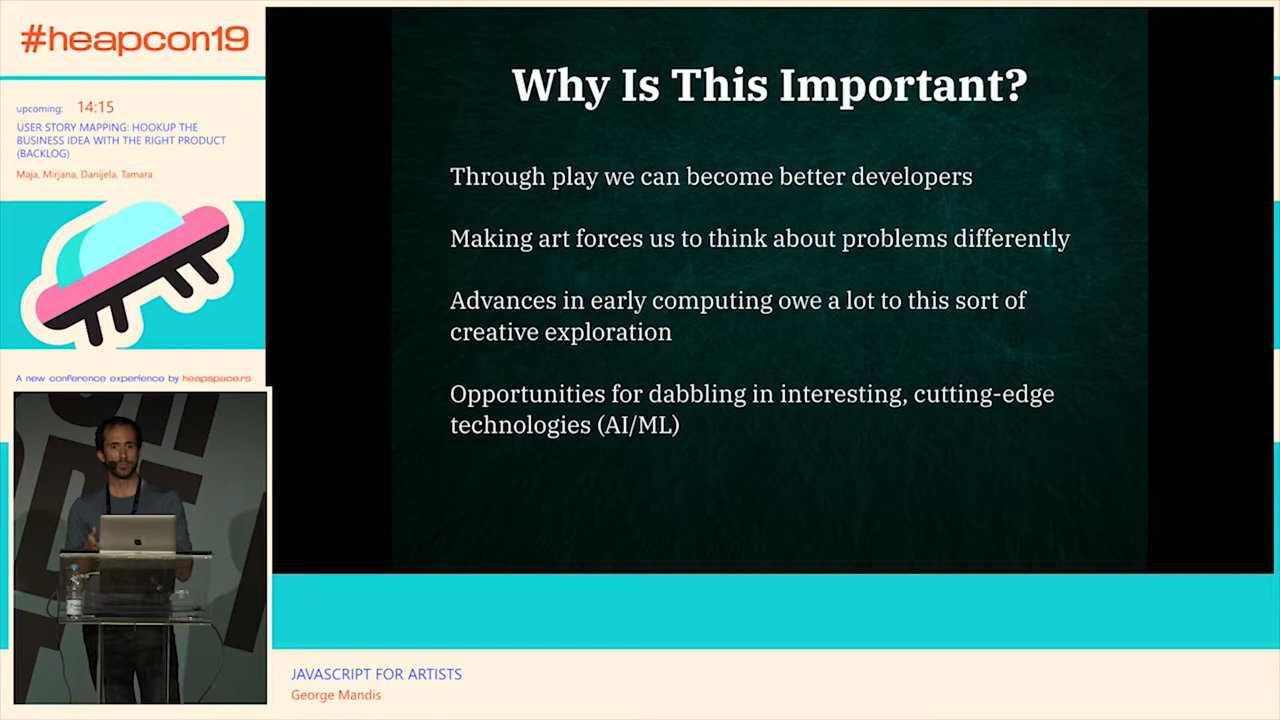 #heapcon19
upcoming: 14:15
USER STORY MAPPING: HOOKUP THE
BUSINESS IDEA WITH THE RIGHT PRODUCT
(BACKLOG)
Maja, Mirjana, Danijela, Tamara
A new conference experience by heapspace.rs
Why Is This Important?
Through play we can become better developers
Making art forces us to think about problems differently
Advances in early computing owe a lot to this sort of
creative exploration
Opportunities for dabbling in interesting, cutting-edge
technologies (AI/ML)
JAVASCRIPT FOR ARTISTS
George Mandis